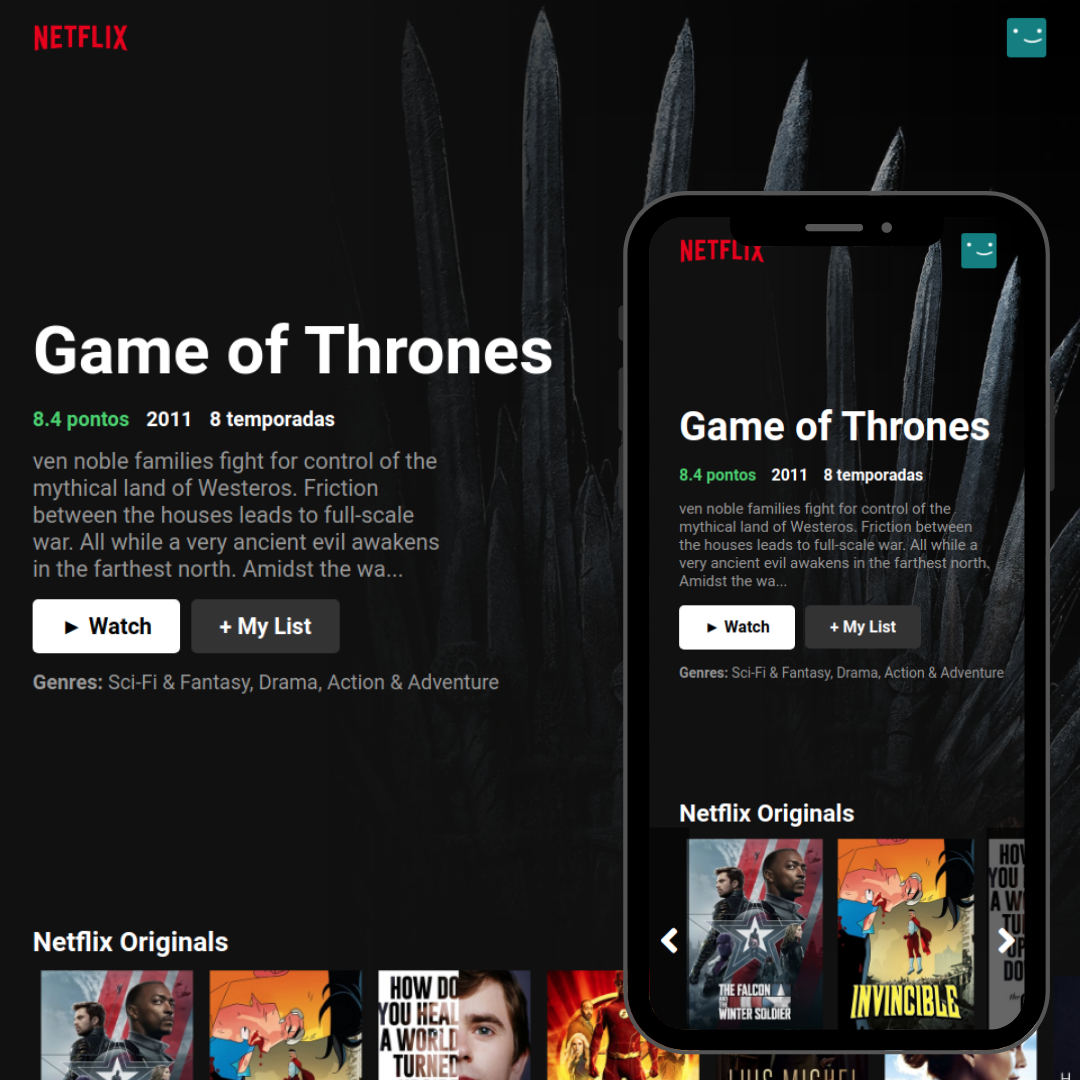 NETFLIX
Game of Thrones
8.4 pontos 2011 8 temporadas
ven noble families fight for control of the
mythical land of Westeros. Friction
between the houses leads to full-scale
war. All while a very ancient evil awakens
in the farthest north. Amidst the wa...
► Watch + My List
Genres: Sci-Fi & Fantasy, Drama, Action & Adventure
Netflix Originals
HOW DO
YOU HEAL
A WORLD
TURNED
LUIS MIGUEL
NETFLIX
Game of Thrones
8.4 pontos 2011 8 temporadas
ven noble families fight for control of the
mythical land of Westeros. Friction between
the houses leads to full-scale war. All while a
very ancient evil awakens in the farthest north.
Amidst the wa...
► Watch + My List
Genres: Sci-Fi & Fantasy, Drama, Action & Adventure
Netflix Originals
THE FALCON
AND THE
WINTER SOLDIER
INVINCIBLE
HOW
YOU
A W
TU
UP
DO
the